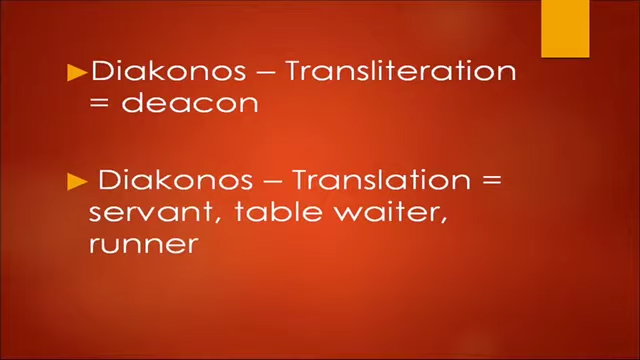 Diakonos – Transliteration
= deacon
Diakonos – Translation =
servant, table waiter,
runner